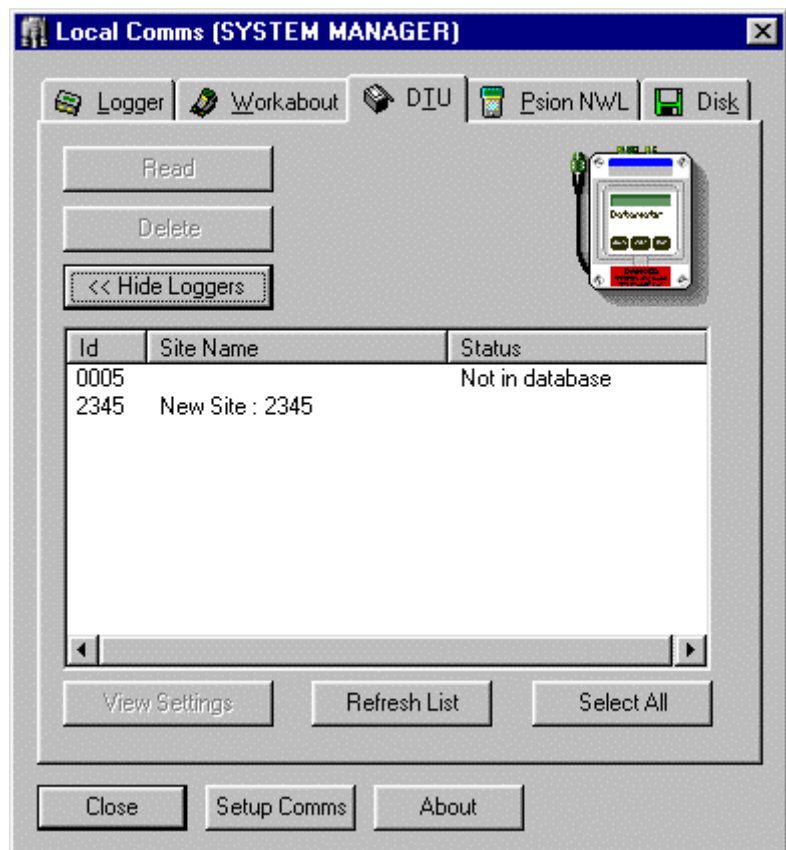 Local Comms (SYSTEM MANAGER)
Logger Workabout DTU Psion NWL Disk
Read
Delete
<< Hide Loggers
Id Site Name Status
0005 Not in database
2345 New Site : 2345
View Settings Refresh List Select All
Close Setup Comms About